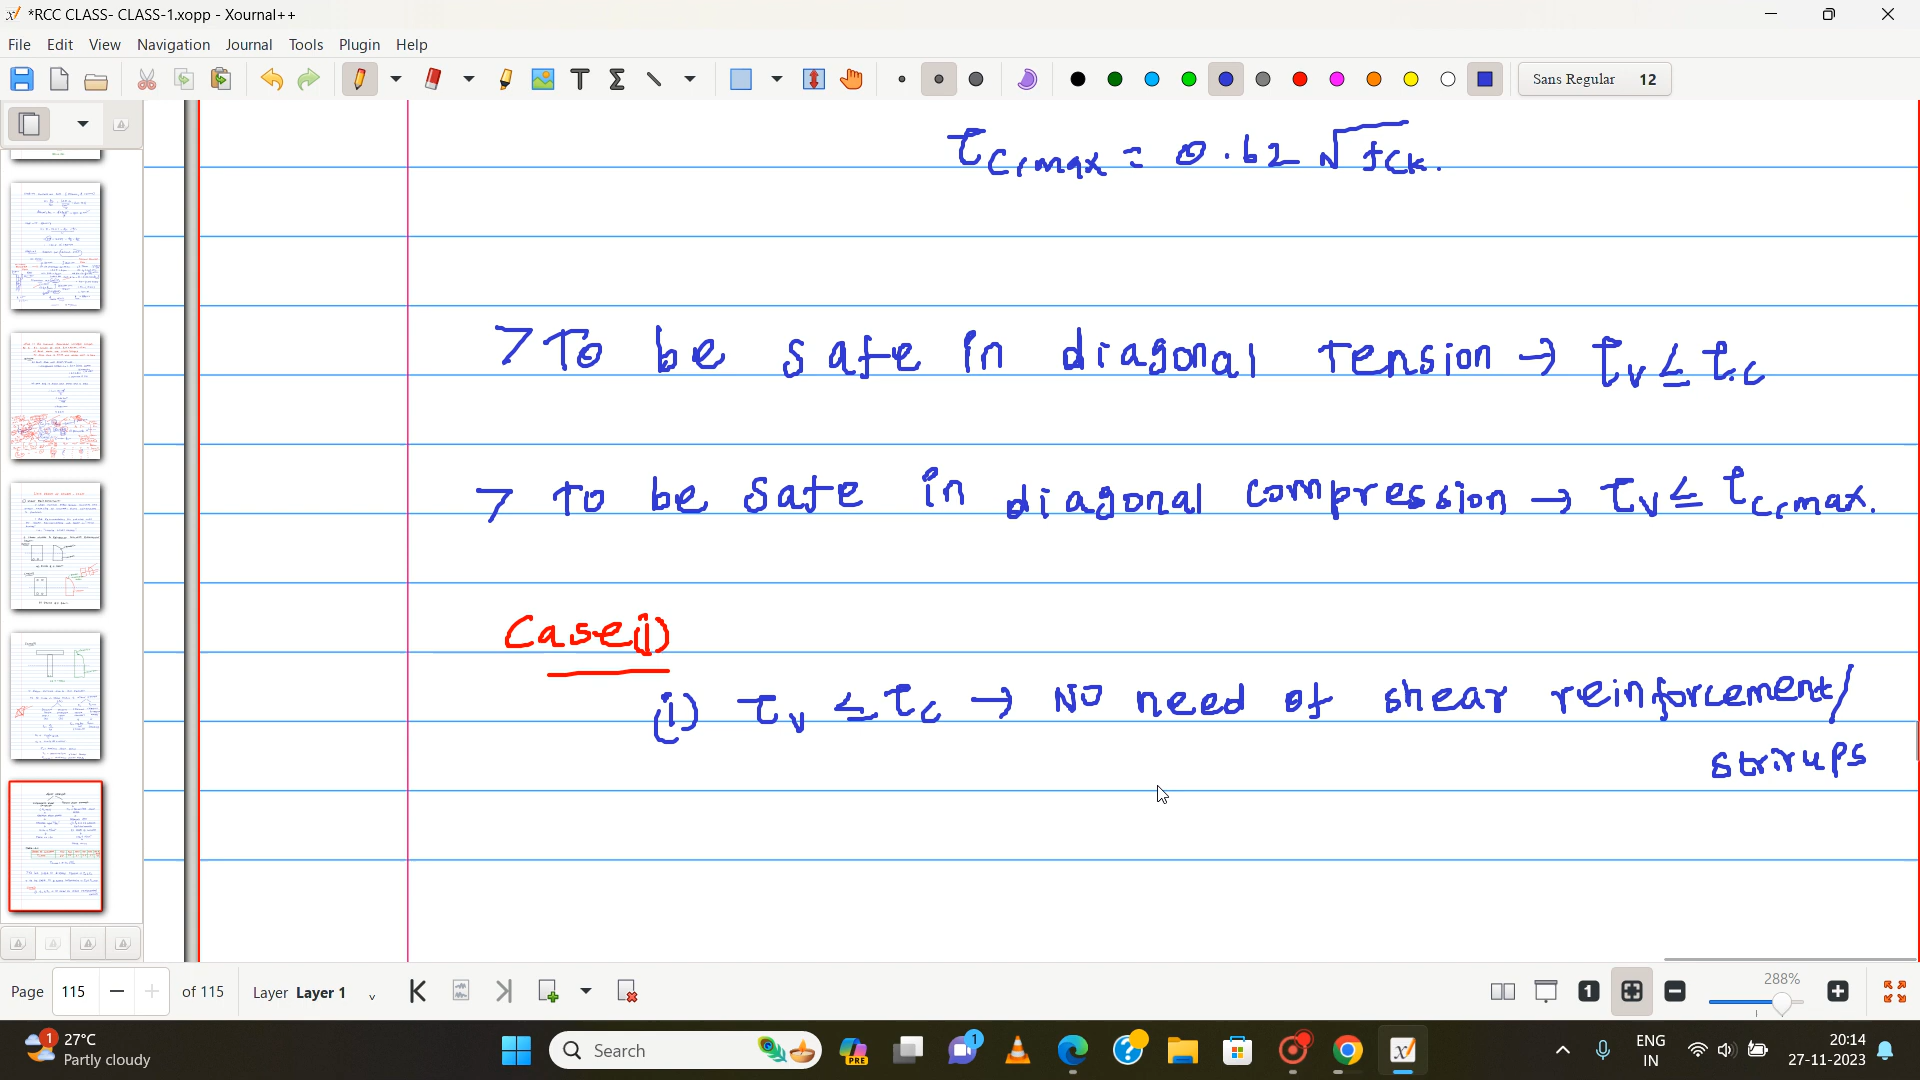 *RCC CLASS- CLASS-1.xopp - Xournal++
File Edit View Navigation Journal Tools Plugin Help
Sans Regular 12
τc,max = 0.62 √fck.
> To be safe in diagonal tension → τv ≤ τc
> To be safe in diagonal compression → τv ≤ τc,max.
Case(i)
(i) τv ≤ τc → NO need of shear reinforcement/
strirups
Page 115 of 115 Layer Layer 1
288%
27°C
Partly cloudy
Search
PRE
ENG
IN
20:14
27-11-2023